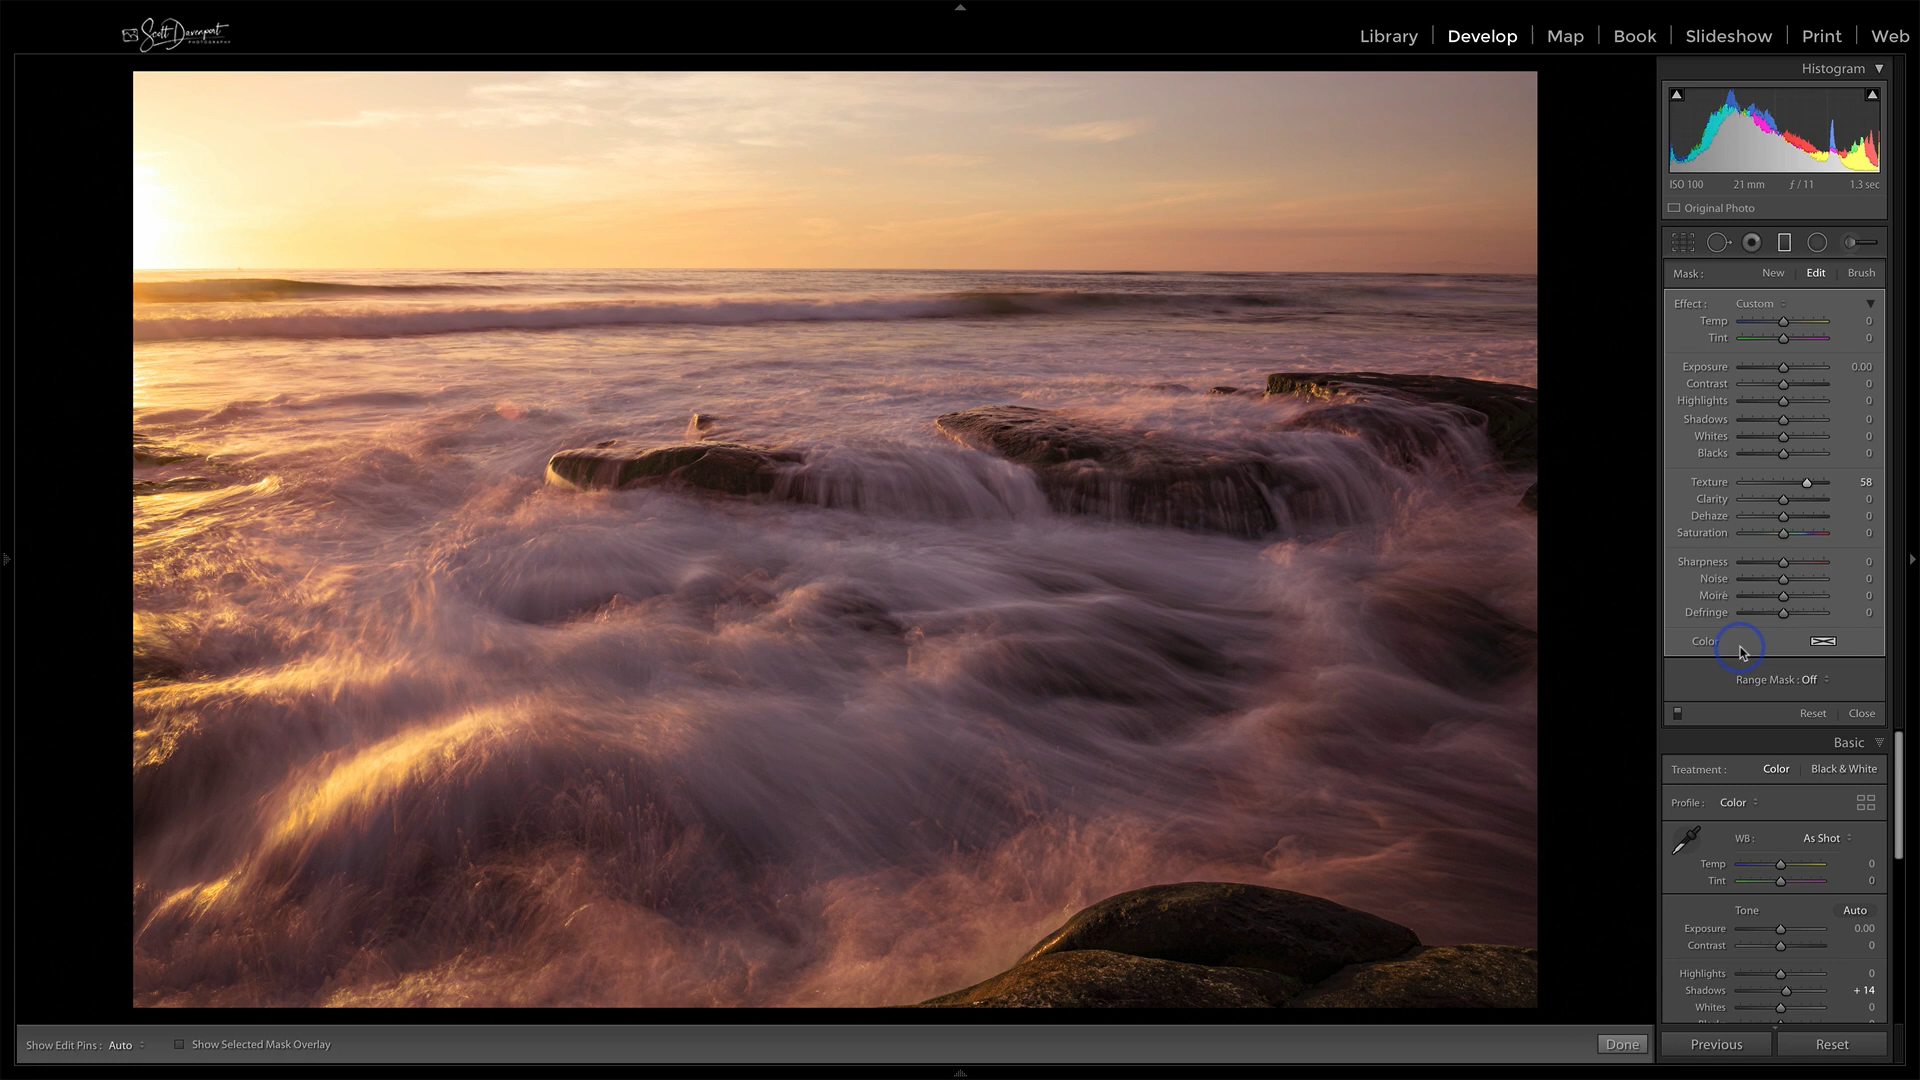 Scott Davenport
PHOTOGRAPHY
Library | Develop | Map | Book | Slideshow | Print | Web
Histogram
ISO 100 21 mm ƒ / 11 1.3 sec
Original Photo
Mask : New Edit Brush
Effect : Custom
Temp 0
Tint 0
Exposure 0.00
Contrast 0
Highlights 0
Shadows 0
Whites 0
Blacks 0
Texture 58
Clarity 0
Dehaze 0
Saturation 0
Sharpness 0
Noise 0
Moiré 0
Defringe 0
Color
Range Mask : Off
Reset Close
Basic
Treatment : Color Black & White
Profile : Color
WB : As Shot
Temp 0
Tint 0
Tone Auto
Exposure 0.00
Contrast 0
Highlights 0
Shadows + 14
Whites 0
Show Edit Pins : Auto Show Selected Mask Overlay Done
Previous Reset